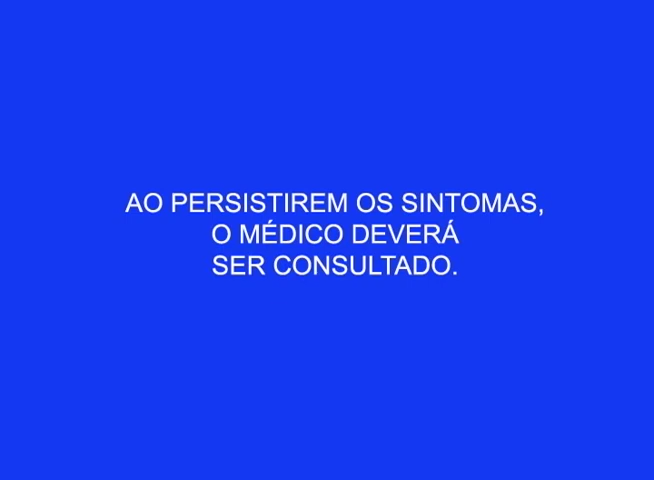 AO PERSISTIREM OS SINTOMAS,
O MÉDICO DEVERÁ
SER CONSULTADO.